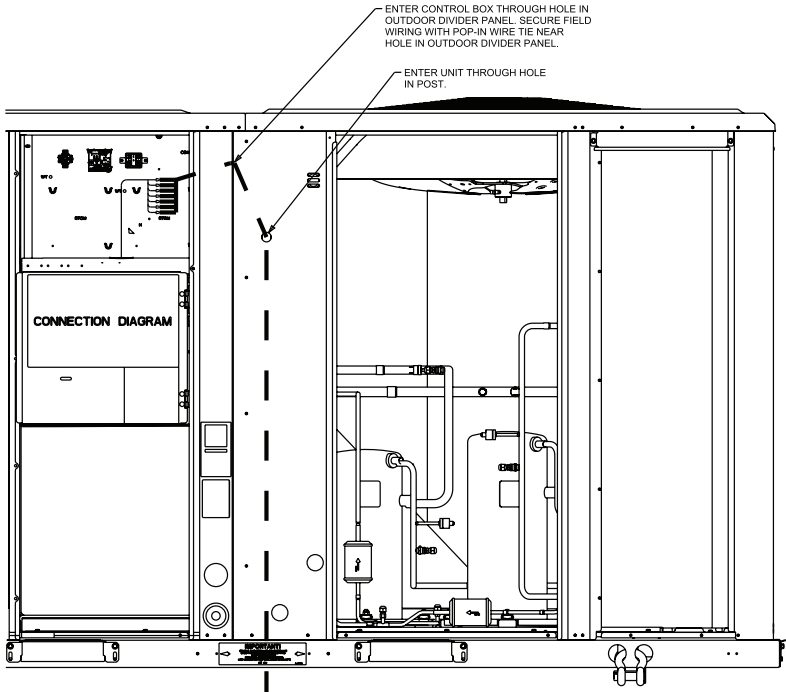 ENTER CONTROL BOX THROUGH HOLE IN
OUTDOOR DIVIDER PANEL. SECURE FIELD
WIRING WITH POP-IN WIRE TIE NEAR
HOLE IN OUTDOOR DIVIDER PANEL.
ENTER UNIT THROUGH HOLE
IN POST.
CONNECTION DIAGRAM
IMPORTANT!